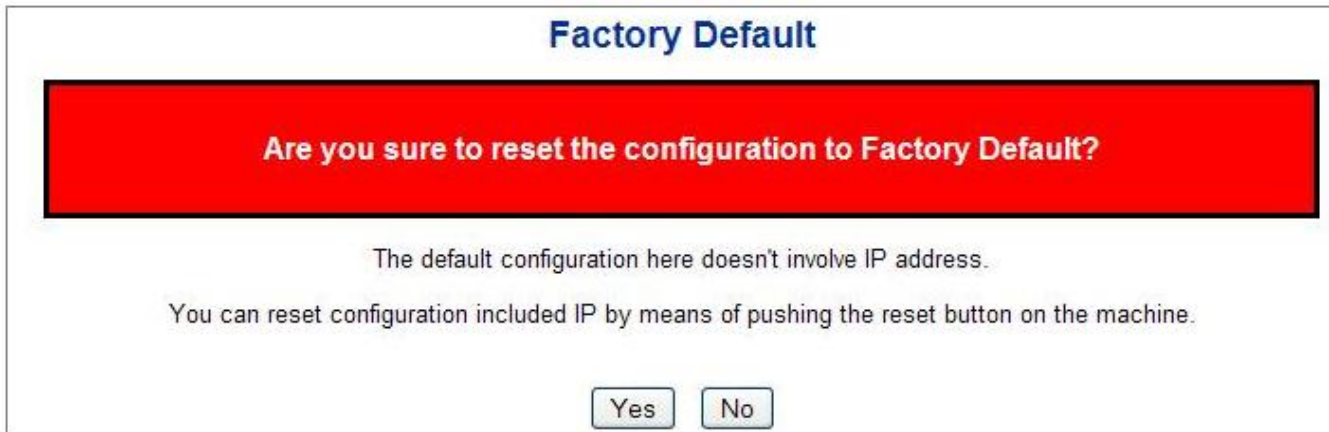 Factory Default
Are you sure to reset the configuration to Factory Default?
The default configuration here doesn't involve IP address.
You can reset configuration included IP by means of pushing the reset button on the machine.
Yes No